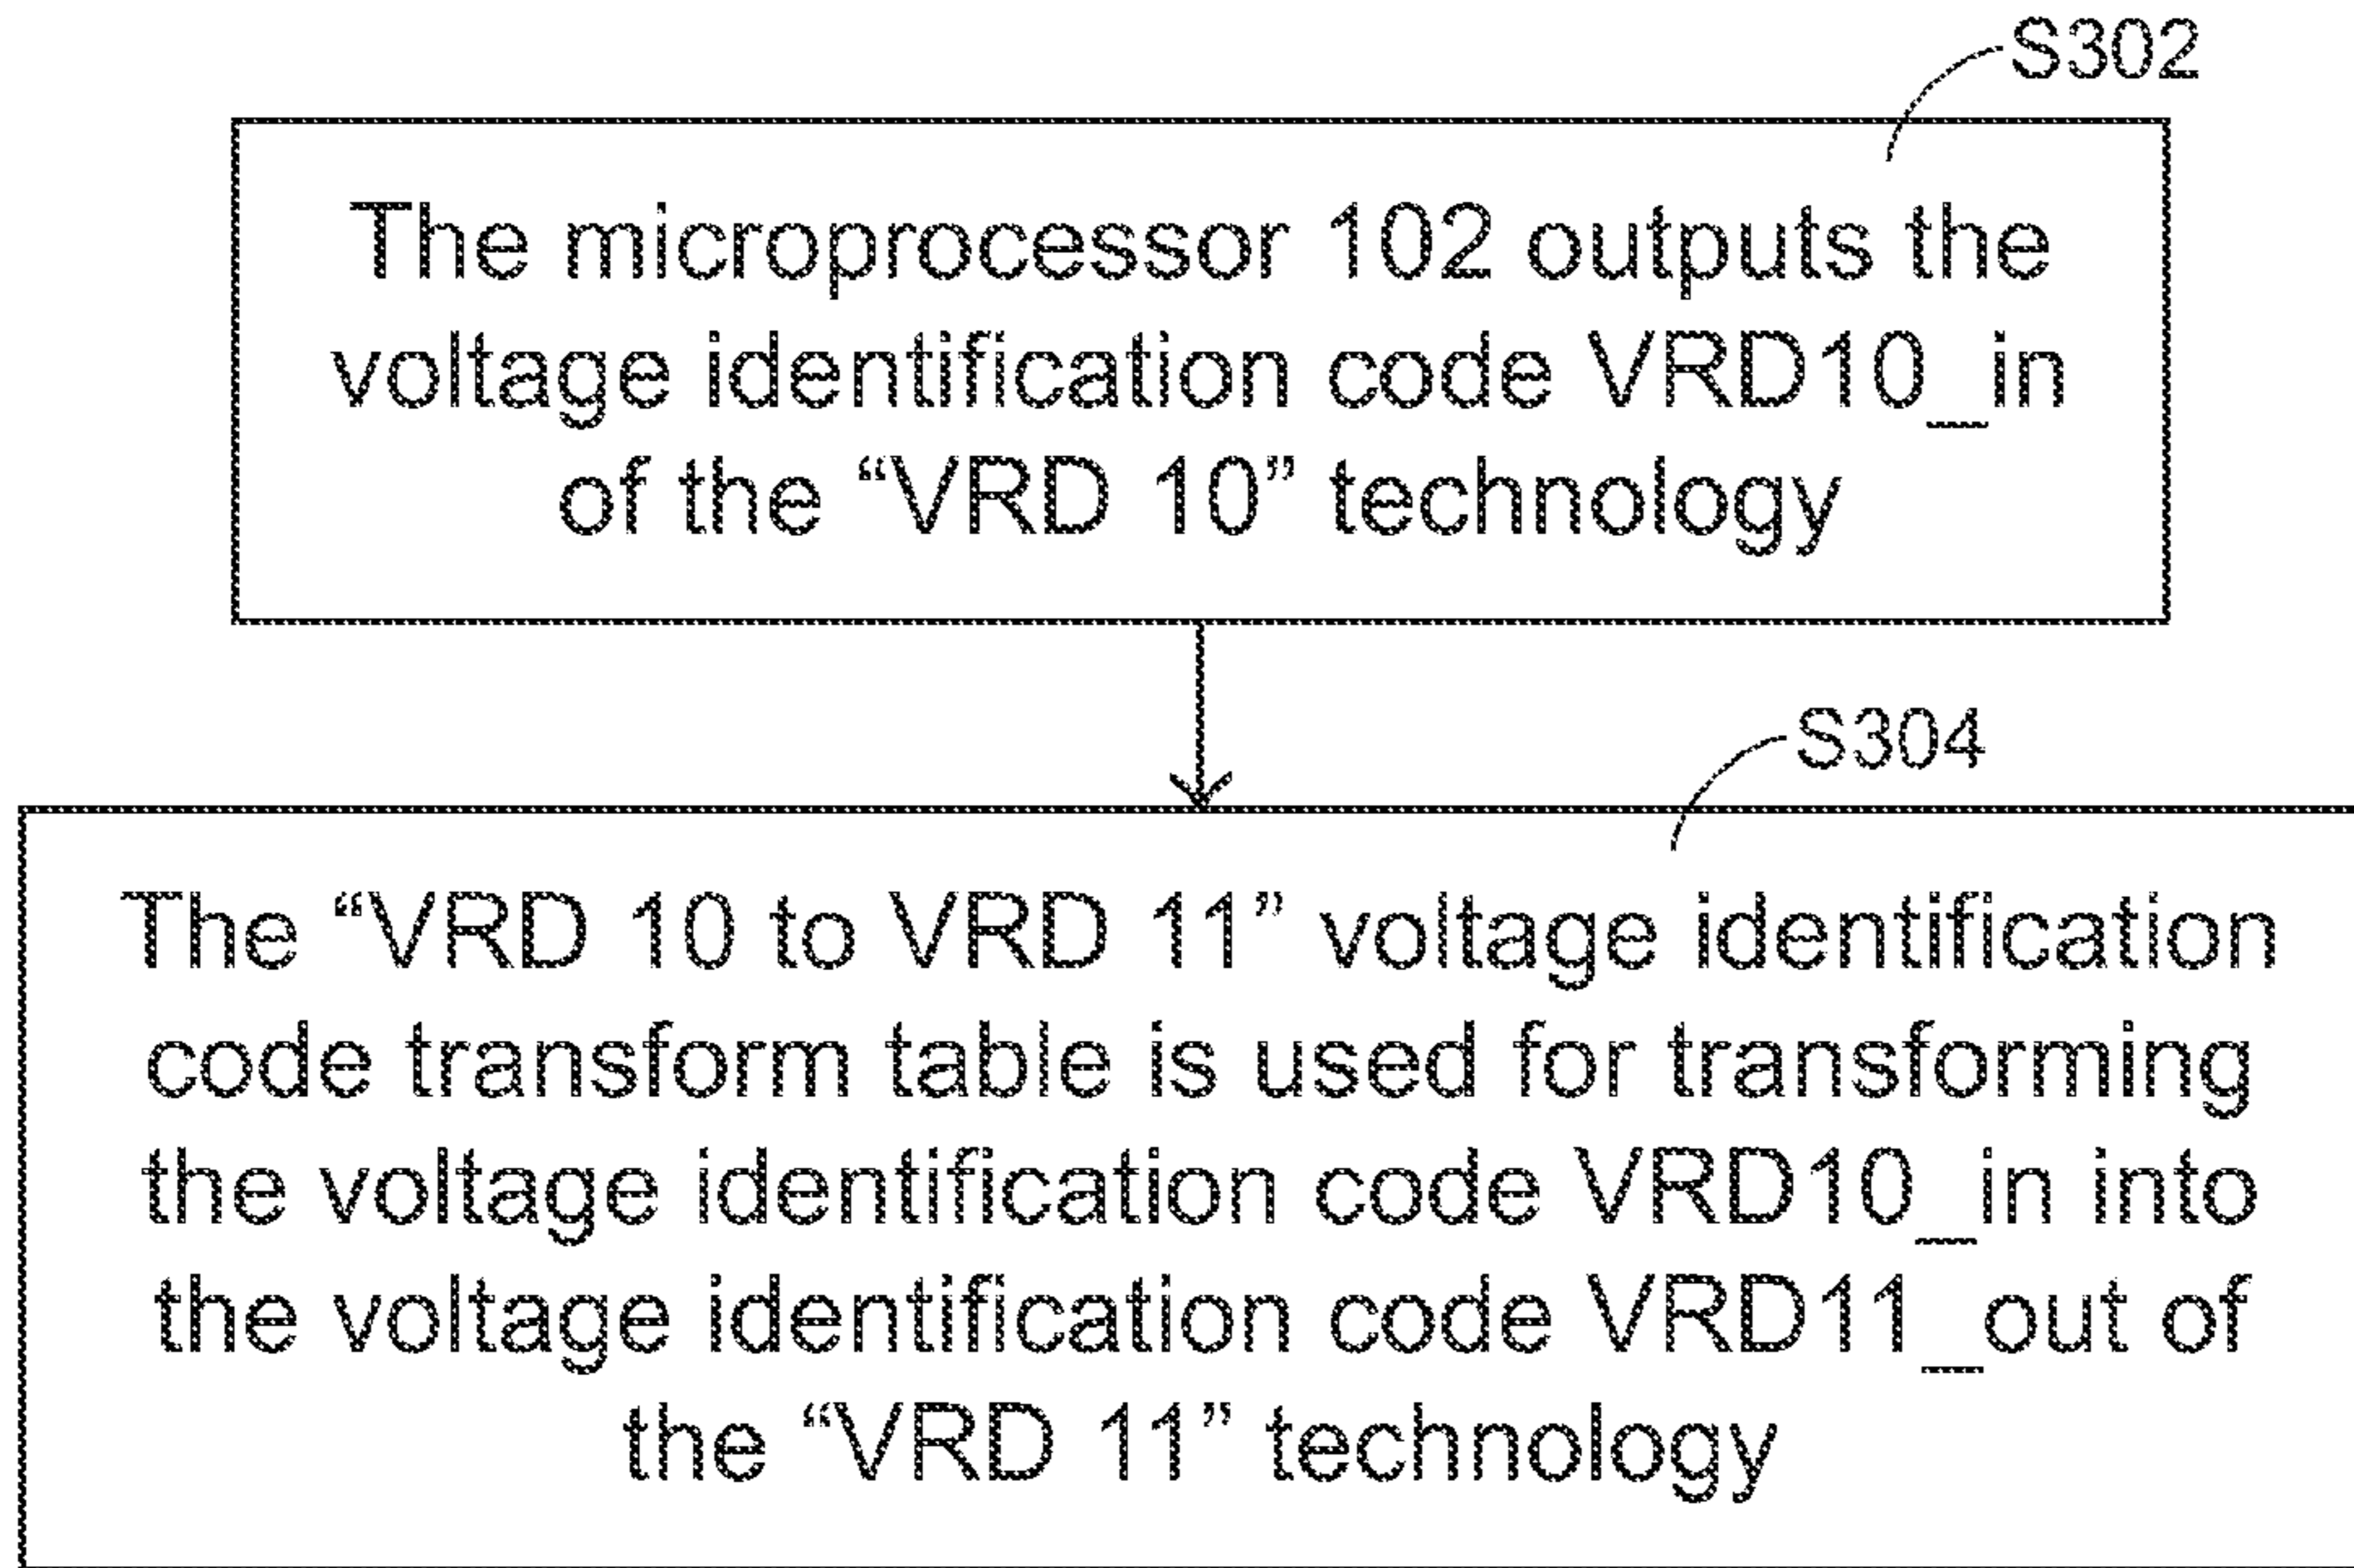 S302
The microprocessor 102 outputs the
voltage identification code VRD10_in
of the “VRD 10” technology
S304
The “VRD 10 to VRD 11” voltage identification
code transform table is used for transforming
the voltage identification code VRD10_in into
the voltage identification code VRD11_out of
the “VRD 11” technology